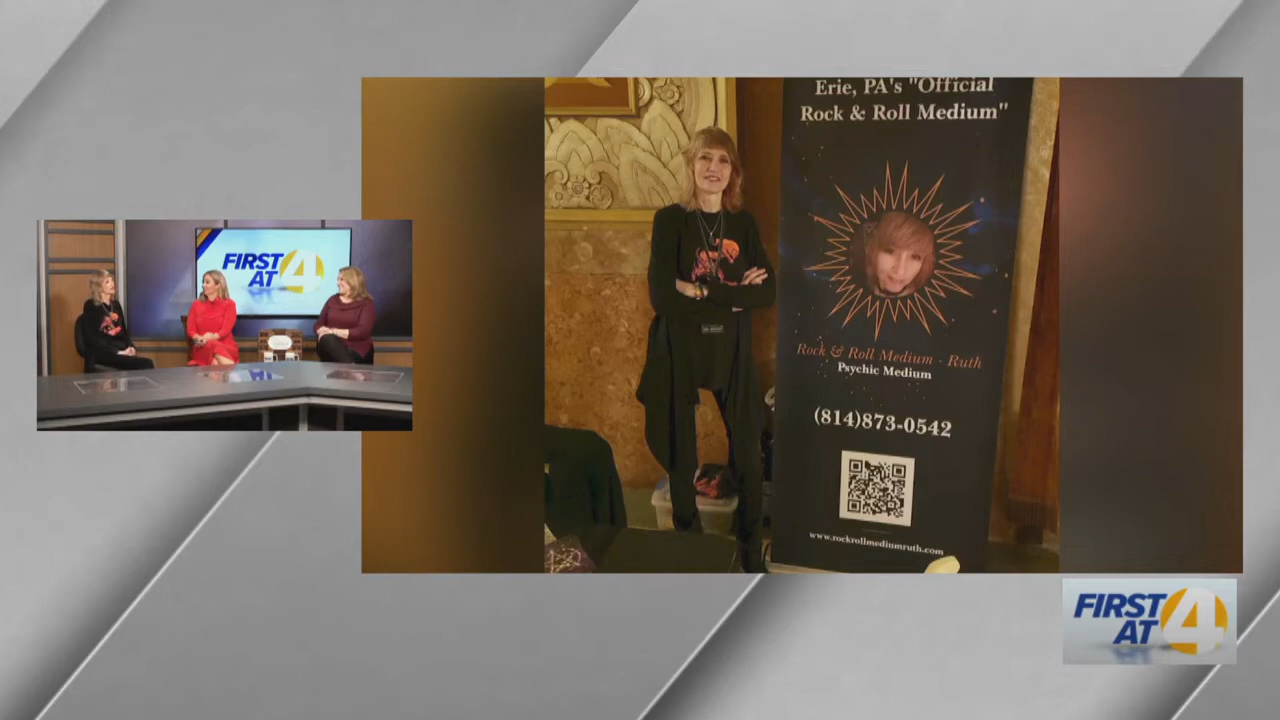 FIRST
AT 4
Erie, PA's "Official
Rock & Roll Medium"
Rock & Roll Medium - Ruth
Psychic Medium
(814)873-0542
www.rockrollmediumruth.com
FIRST
AT 4